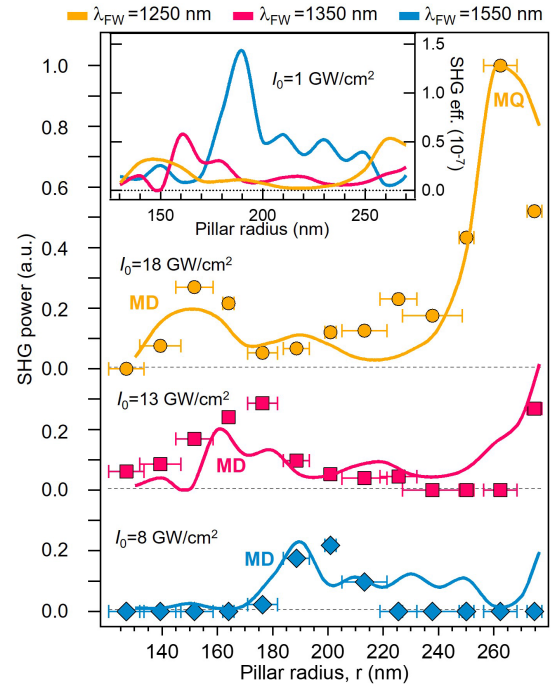 λFW=1250 nm λFW=1350 nm λFW=1550 nm
1.0
0.6
0.4
0.2
0.0
0.2
0.0
0.2
0.0
SHG power (a.u.)
I0=1 GW/cm2
1.5
1.0
0.5
0.0
SHG eff. (10-7)
150 200 250
Pillar radius (nm)
MQ
I0=18 GW/cm2
MD
I0=13 GW/cm2
MD
I0=8 GW/cm2
MD
140 160 180 200 220 240 260
Pillar radius, r (nm)